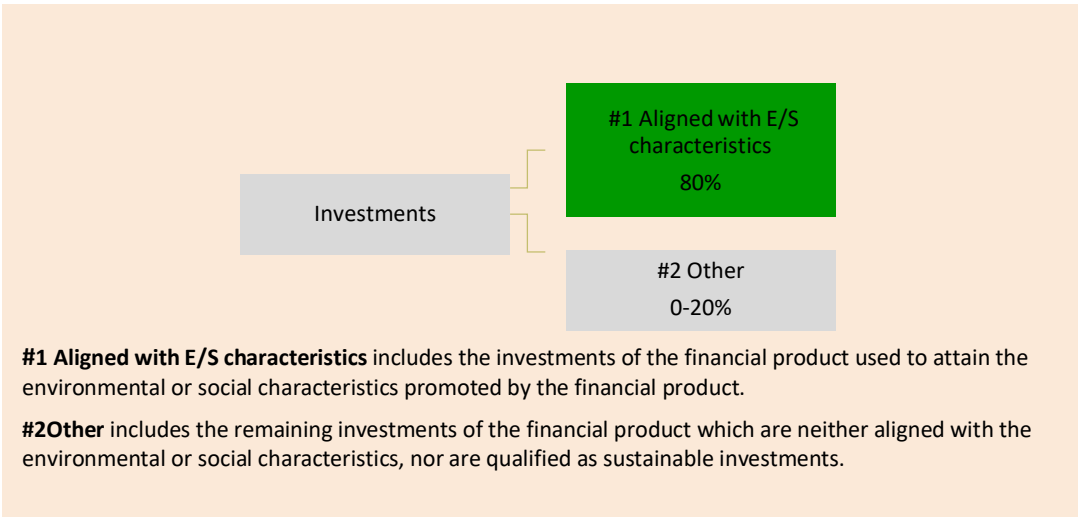 #1 Aligned with E/S
characteristics
80%
Investments
#2 Other
0-20%
#1 Aligned with E/S characteristics includes the investments of the financial product used to attain the
environmental or social characteristics promoted by the financial product.
#2Other includes the remaining investments of the financial product which are neither aligned with the
environmental or social characteristics, nor are qualified as sustainable investments.